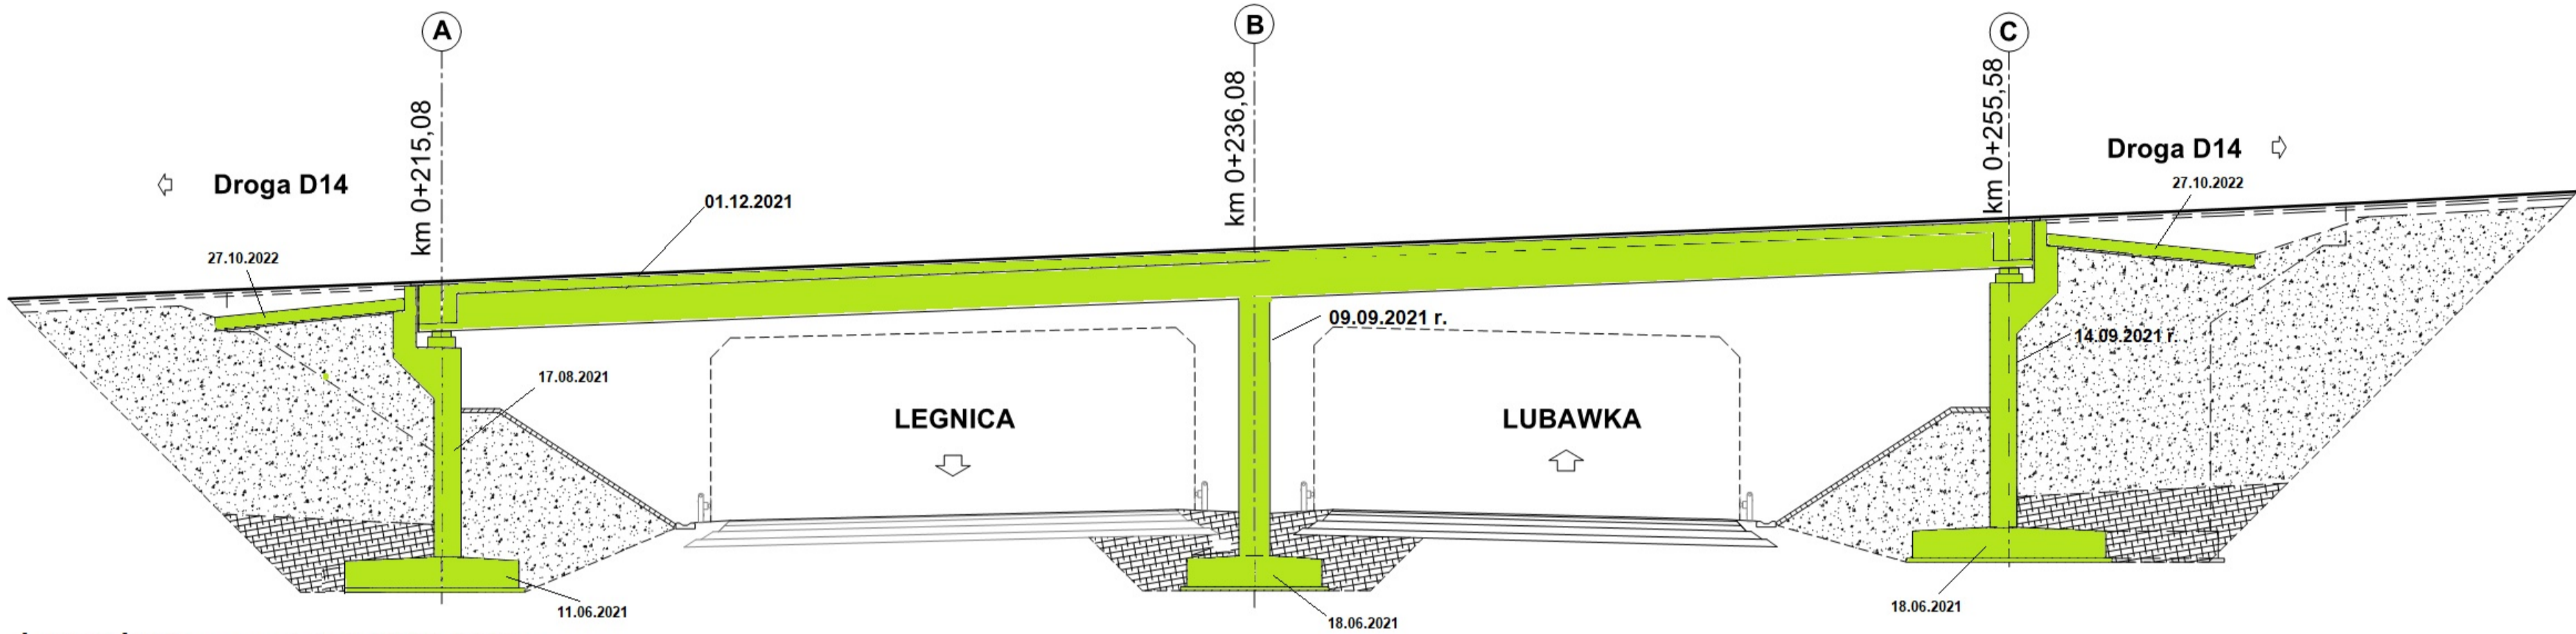 A
B
C
km 0+215,08
km 0+236,08
km 0+255,58
Droga D14
Droga D14
27.10.2022
01.12.2021
27.10.2022
09.09.2021 r.
14.09.2021 r.
17.08.2021
LEGNICA
LUBAWKA
11.06.2021
18.06.2021
18.06.2021